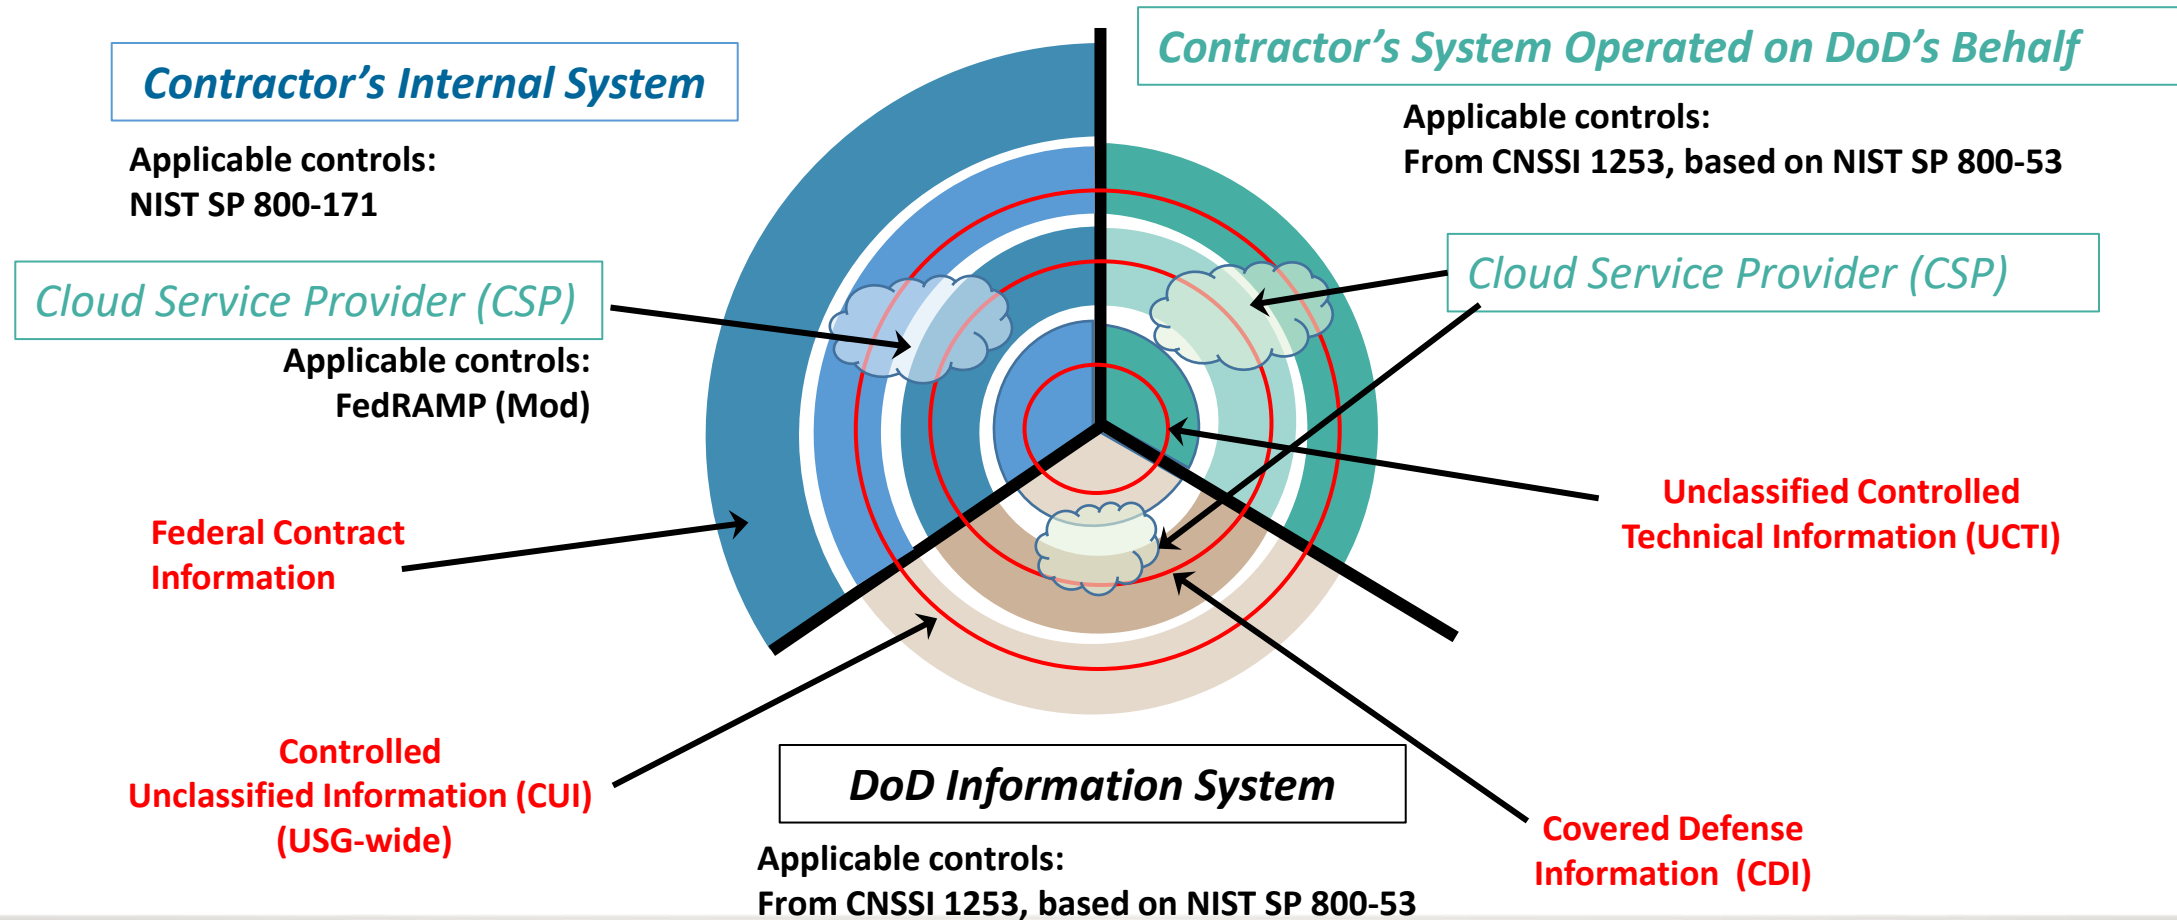 Contractor’s Internal System
Applicable controls:
NIST SP 800-171
Cloud Service Provider (CSP)
Applicable controls:
FedRAMP (Mod)
Federal Contract
Information
Controlled
Unclassified Information (CUI)
(USG-wide)
Contractor’s System Operated on DoD’s Behalf
Applicable controls:
From CNSSI 1253, based on NIST SP 800-53
Cloud Service Provider (CSP)
Unclassified Controlled
Technical Information (UCTI)
Covered Defense
Information (CDI)
DoD Information System
Applicable controls:
From CNSSI 1253, based on NIST SP 800-53